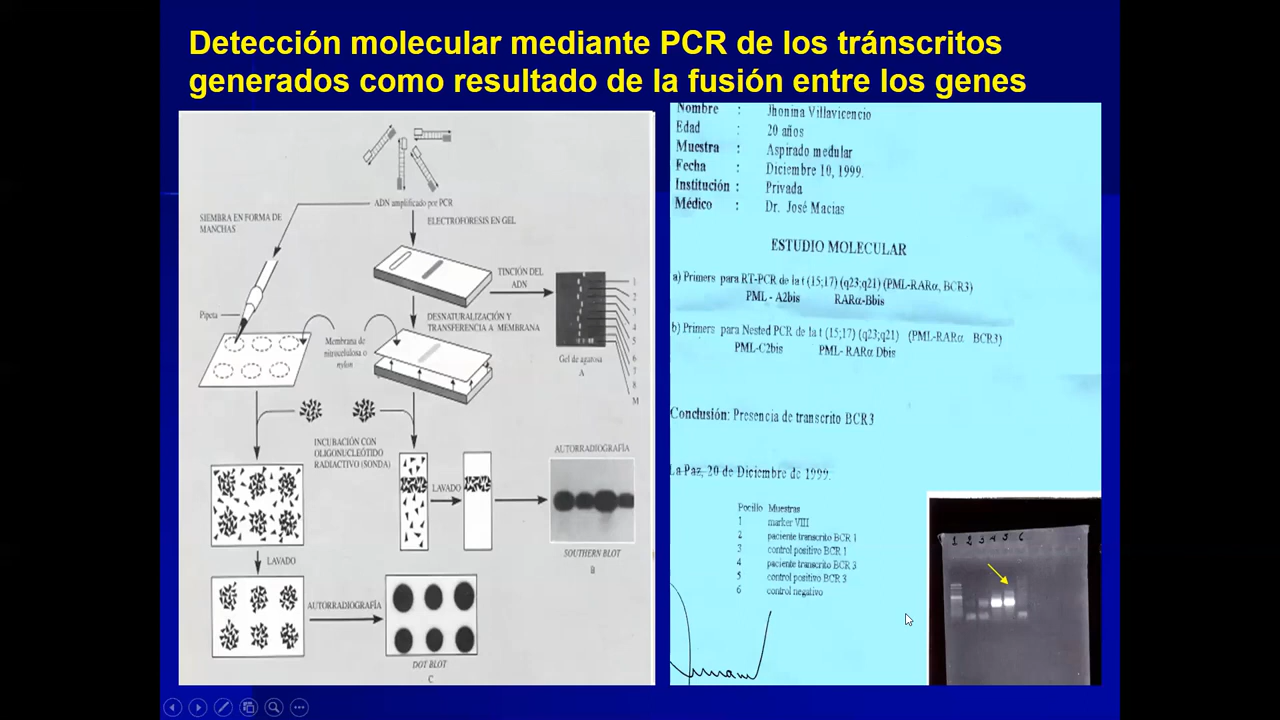 Detección molecular mediante PCR de los tránscritos
generados como resultado de la fusión entre los genes
ADN amplificado por PCR
SIEMBRA EN FORMA DE
MANCHAS
ELECTROFORESIS EN GEL
TINCIÓN DEL
ADN
1
2
3
4
5
6
7
8
M
Pipeta
Membrana de
nitrocelulosa o
nylon
DESNATURALIZACIÓN Y
TRANSFERENCIA A MEMBRANA
Gel de agarosa
A
INCUBACIÓN CON
OLIGONUCLEÓTIDO
RADIACTIVO (SONDA)
AUTORRADIOGRAFÍA
LAVADO
SOUTHERN BLOT
B
LAVADO
AUTORRADIOGRAFÍA
DOT BLOT
C
Nombre : Jhonina Villavicencio
Edad : 20 años
Muestra : Aspirado medular
Fecha : Diciembre 10, 1999.
Institución : Privada
Médico : Dr. José Macias
ESTUDIO MOLECULAR
a) Primers para RT-PCR de la t (15;17) (q23;q21) (PML-RARα, BCR3)
PML - A2bis RARα-Bbis
b) Primers para Nested PCR de la t (15;17) (q23;q21) (PML-RARα BCR3)
PML-C2bis PML- RARα Dbis
Conclusión: Presencia de transcrito BCR3
La Paz, 20 de Diciembre de 1999.
Pocillo Muestras
1 marker VIII
2 paciente transcrito BCR 1
3 control positivo BCR 1
4 paciente transcrito BCR 3
5 control positivo BCR 3
6 control negativo
1 2 3 4 5 6